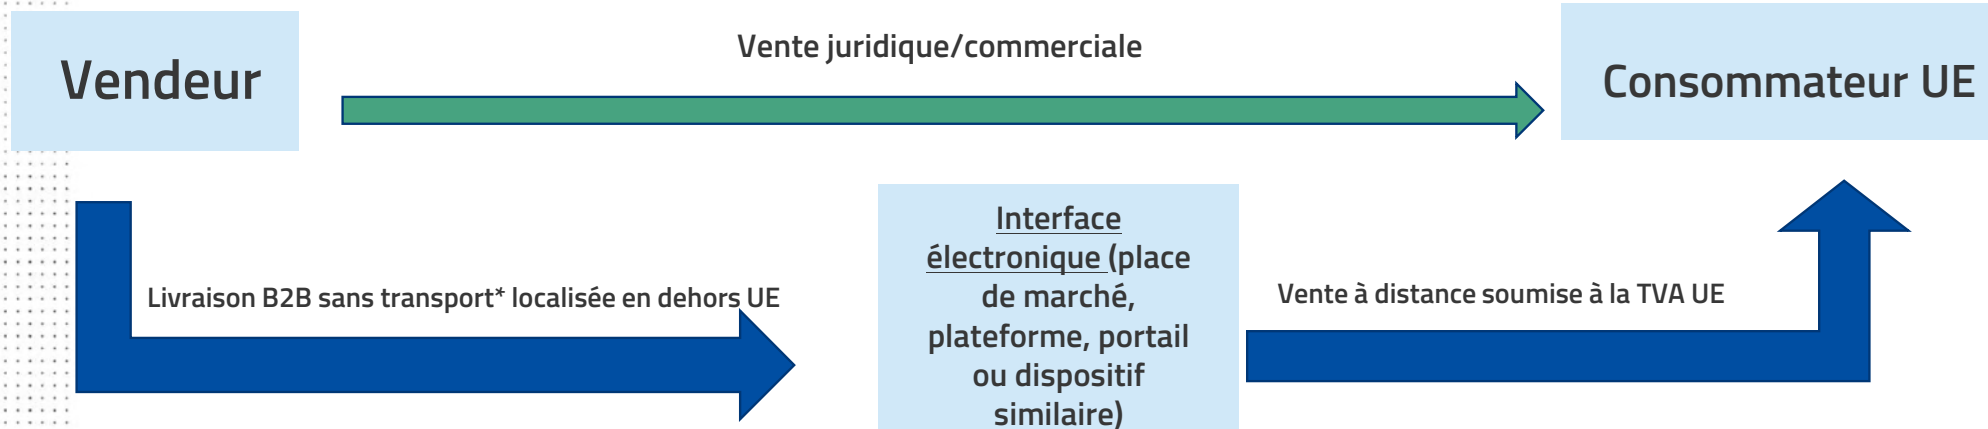 Vente juridique/commerciale
Vendeur
Consommateur UE
Interface
électronique (place
de marché,
plateforme, portail
ou dispositif
similaire)
Livraison B2B sans transport* localisée en dehors UE
Vente à distance soumise à la TVA UE